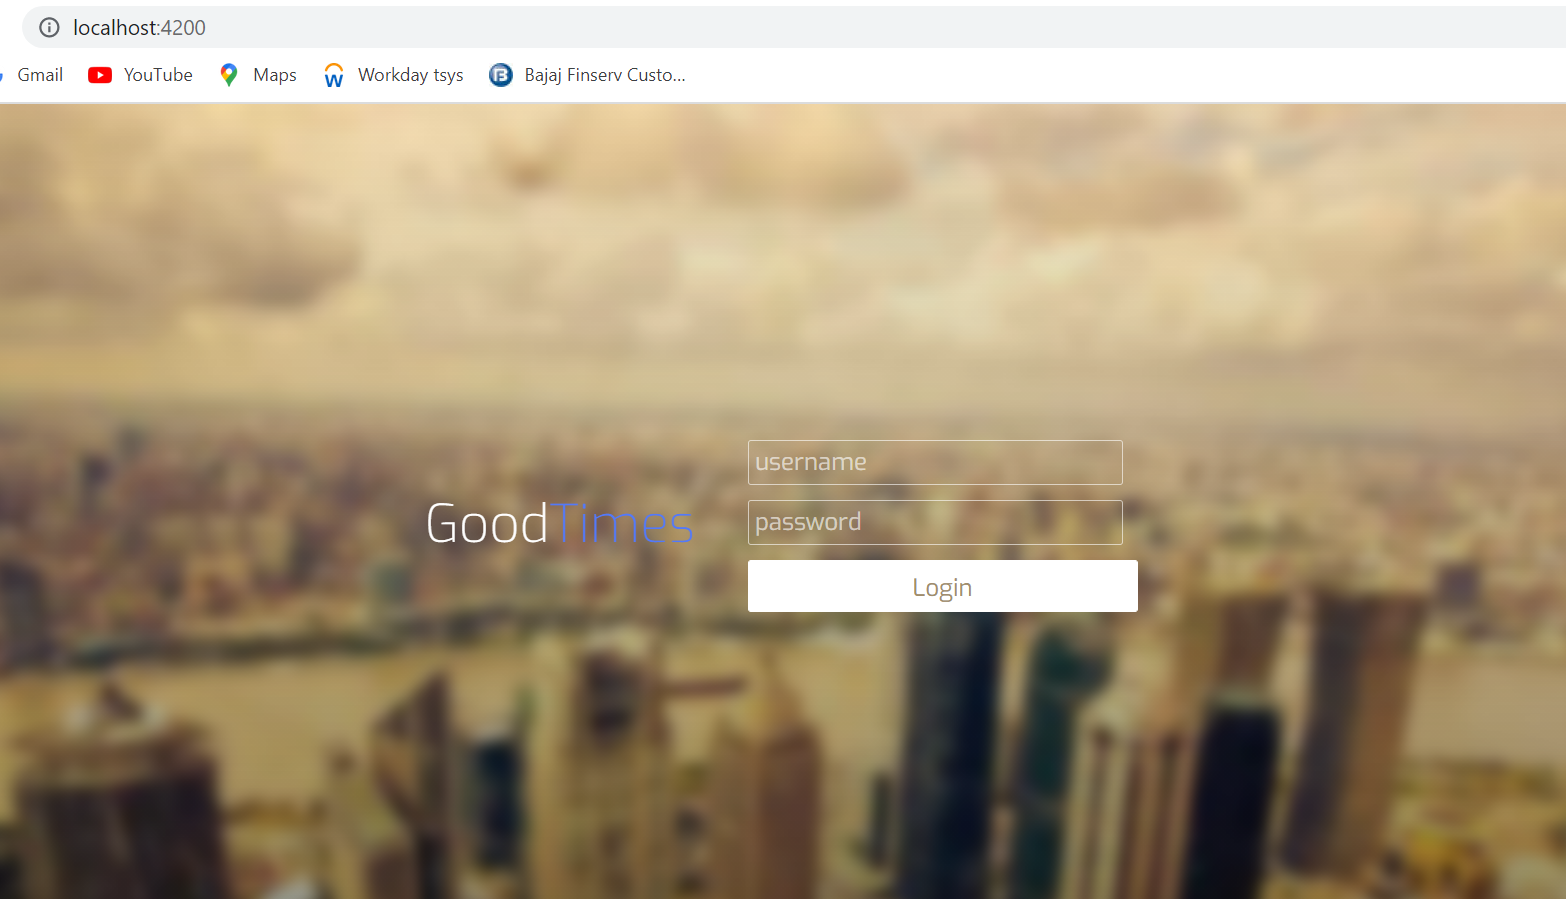 localhost:4200
Gmail YouTube Maps Workday tsys Bajaj Finserv Custo...
username
GoodTimes
password
Login